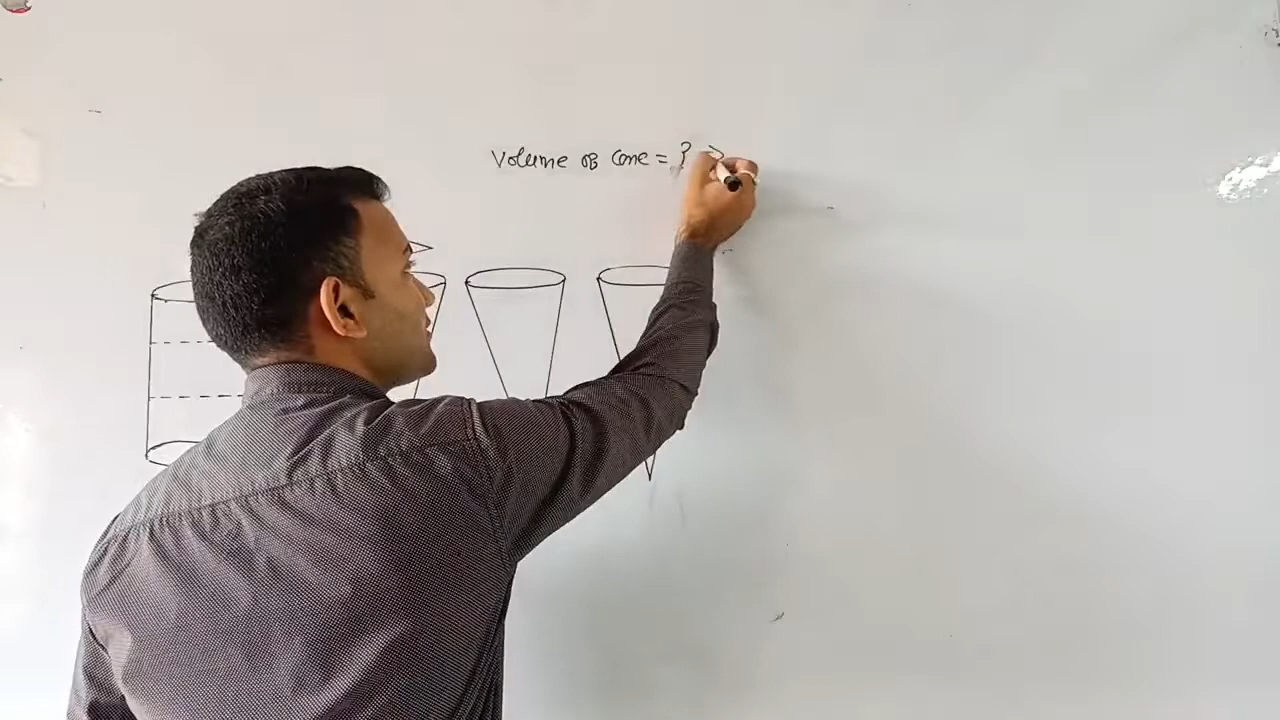 Volume of Cone = ?